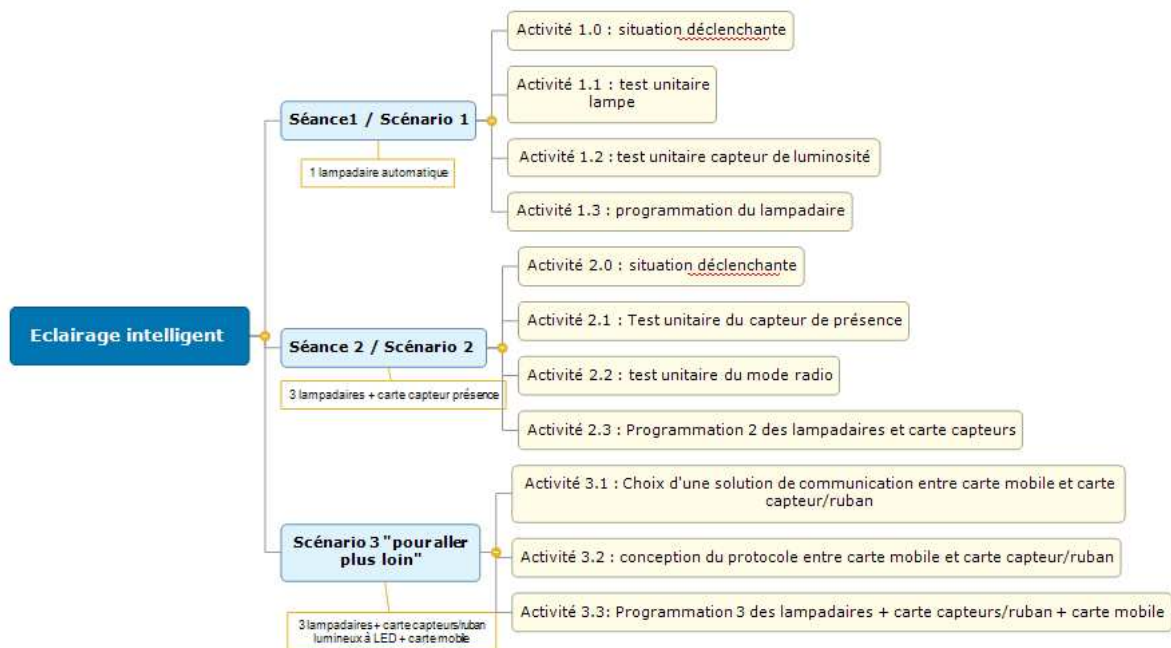 Eclairage intelligent
Séance1 / Scénario 1
1 lampadaire automatique
Activité 1.0 : situation déclenchante
Activité 1.1 : test unitaire
lampe
Activité 1.2 : test unitaire capteur de luminosité
Activité 1.3 : programmation du lampadaire
Séance 2 / Scénario 2
3 lampadaires + carte capteur présence
Activité 2.0 : situation déclenchante
Activité 2.1 : Test unitaire du capteur de présence
Activité 2.2 : test unitaire du mode radio
Activité 2.3 : Programmation 2 des lampadaires et carte capteurs
Scénario 3 "pour aller
plus loin"
3 lampadaires+ carte capteurs/ruban
lumineux à LED + carte mobile
Activité 3.1 : Choix d'une solution de communication entre carte mobile et carte
capteur/ruban
Activité 3.2 : conception du protocole entre carte mobile et carte capteur/ruban
Activité 3.3: Programmation 3 des lampadaires + carte capteurs/ruban + carte mobile